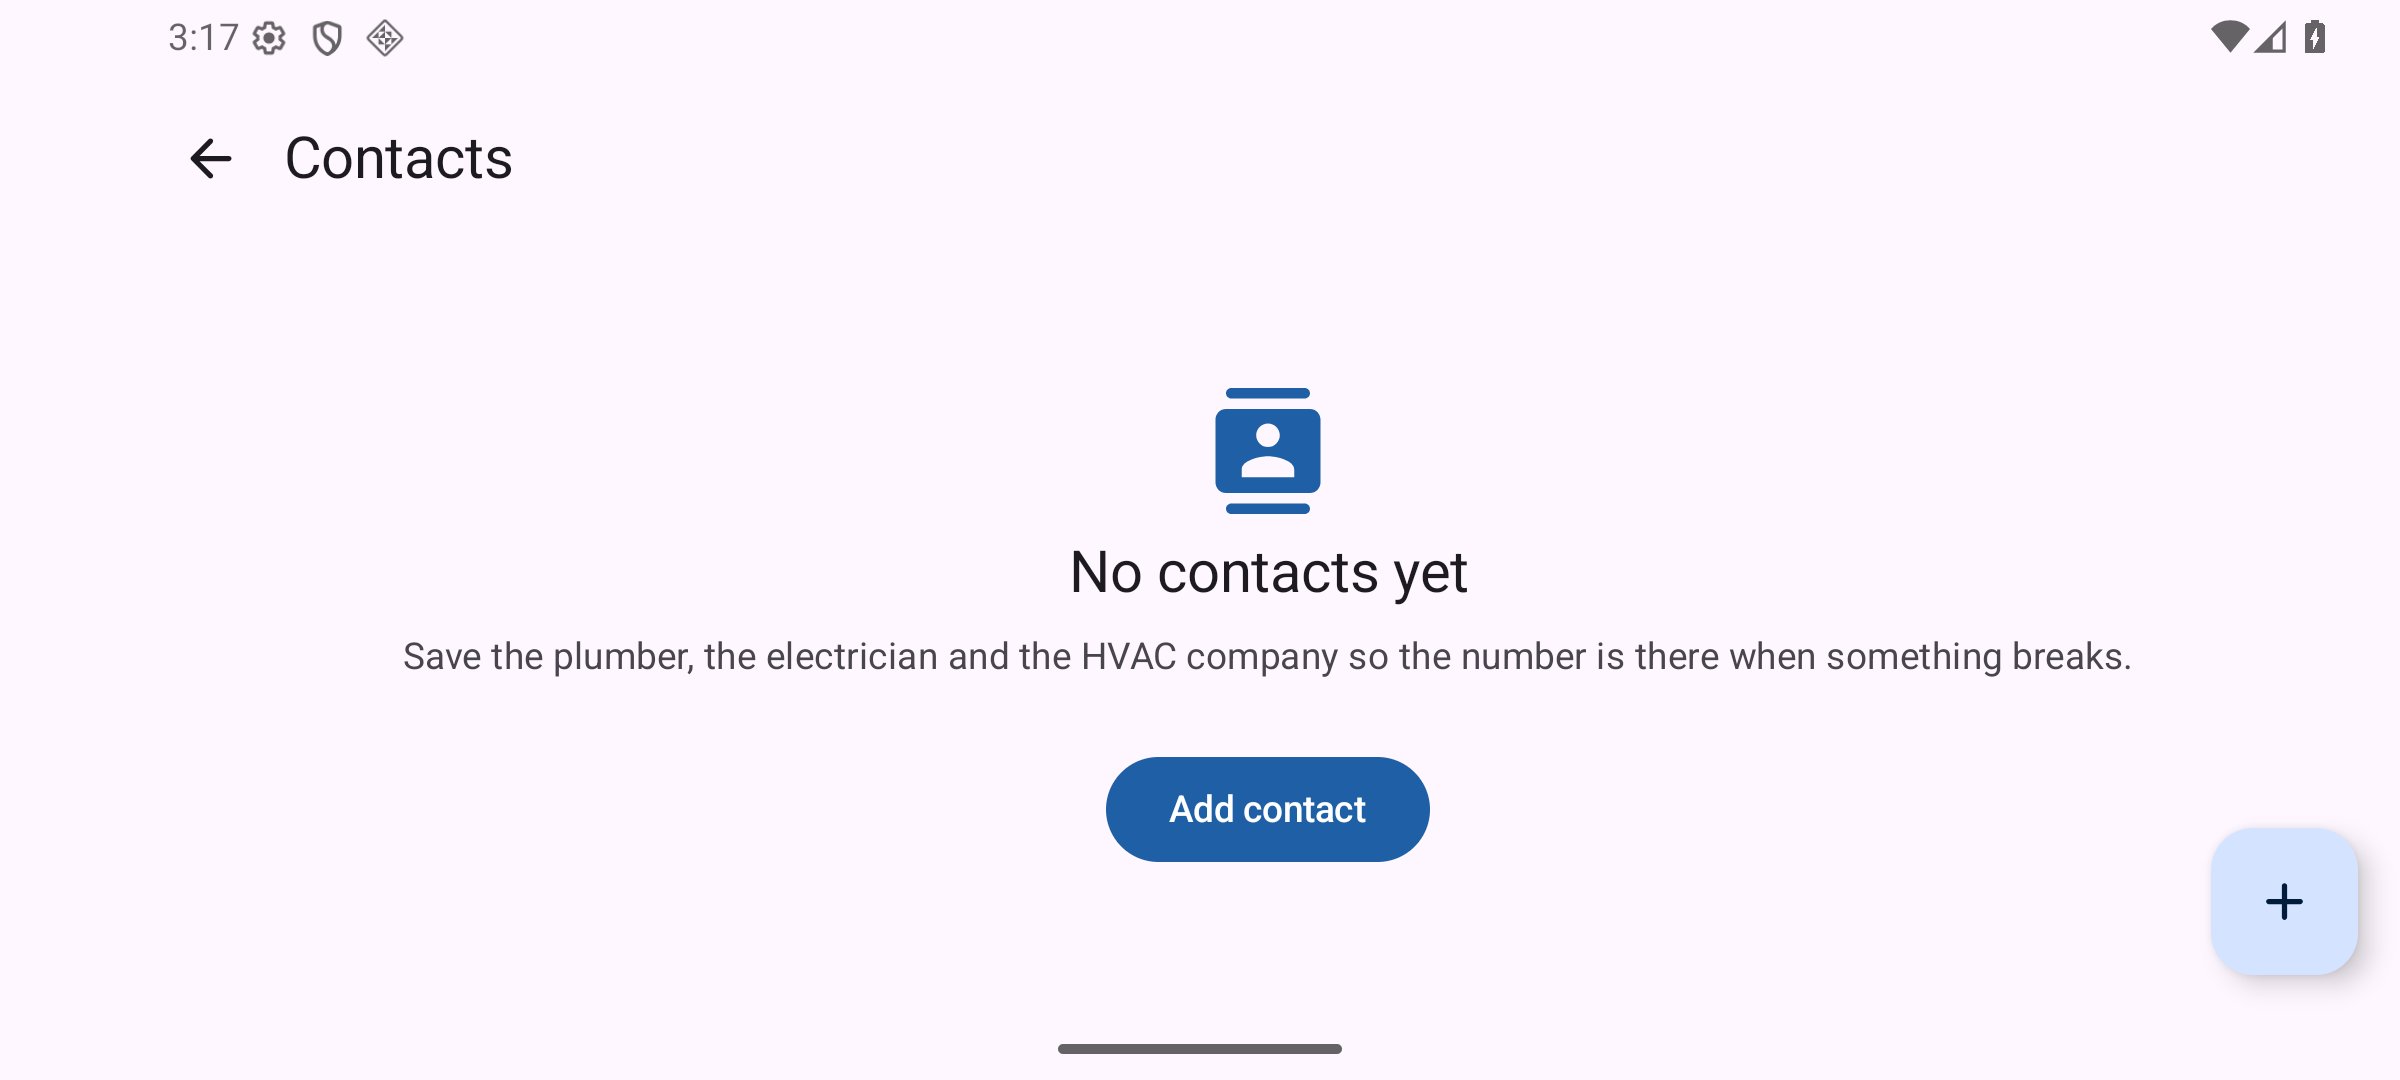 3:17
Contacts
No contacts yet
Save the plumber, the electrician and the HVAC company so the number is there when something breaks.
Add contact